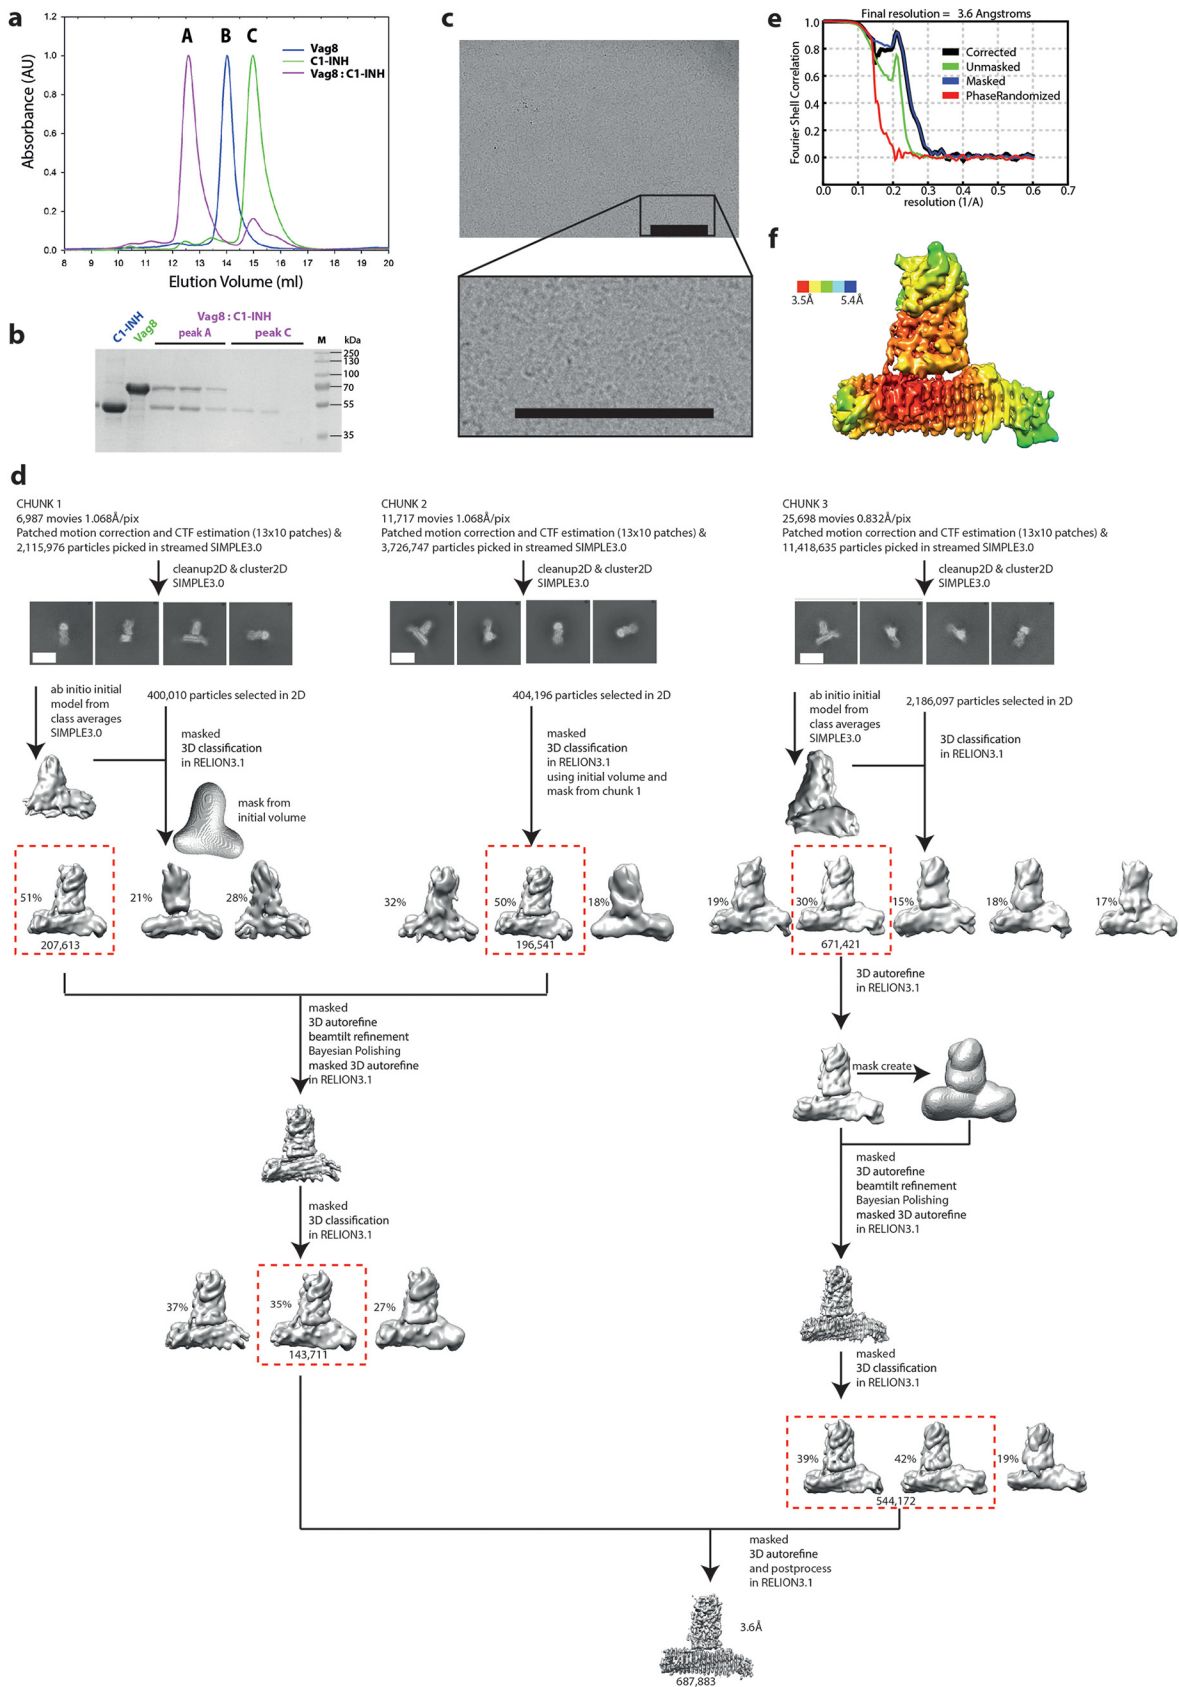 a
A B C
Vag8
C1-INH
Vag8 : C1-INH
Absorbance (AU)
1.2
1.0
0.8
0.6
0.4
0.2
0.0
8 9 10 11 12 13 14 15 16 17 18 19 20
Elution Volume (ml)
b
C1-INH
Vag8
Vag8 : C1-INH
peak A
peak C
M
kDa
250
130
100
70
55
35
c
e
Final resolution = 3.6 Angstroms
Fourier Shell Correlation
1.0
0.8
0.6
0.4
0.2
0.0
Corrected
Unmasked
Masked
PhaseRandomized
0.0 0.1 0.2 0.3 0.4 0.5 0.6 0.7
resolution (1/A)
f
3.5Å 5.4Å
d
CHUNK 1
6,987 movies 1.068Å/pix
Patched motion correction and CTF estimation (13x10 patches) &
2,115,976 particles picked in streamed SIMPLE3.0
cleanup2D & cluster2D
SIMPLE3.0
ab initio initial
model from
class averages
SIMPLE3.0
400,010 particles selected in 2D
masked
3D classification
in RELION3.1
mask from
initial volume
51%
207,613
21%
28%
CHUNK 2
11,717 movies 1.068Å/pix
Patched motion correction and CTF estimation (13x10 patches) &
3,726,747 particles picked in streamed SIMPLE3.0
cleanup2D & cluster2D
SIMPLE3.0
404,196 particles selected in 2D
masked
3D classification
in RELION3.1
using initial volume and
mask from chunk 1
32%
50%
196,541
18%
CHUNK 3
25,698 movies 0.832Å/pix
Patched motion correction and CTF estimation (13x10 patches) &
11,418,635 particles picked in streamed SIMPLE3.0
cleanup2D & cluster2D
SIMPLE3.0
ab initio initial
model from
class averages
SIMPLE3.0
2,186,097 particles selected in 2D
3D classification
in RELION3.1
19%
30%
671,421
15%
18%
17%
masked
3D autorefine
beamtilt refinement
Bayesian Polishing
masked 3D autorefine
in RELION3.1
masked
3D classification
in RELION3.1
37%
35%
143,711
27%
3D autorefine
in RELION3.1
mask create
masked
3D autorefine
beamtilt refinement
Bayesian Polishing
masked 3D autorefine
in RELION3.1
masked
3D classification
in RELION3.1
39%
42%
544,172
19%
masked
3D autorefine
and postprocess
in RELION3.1
3.6Å
687,883